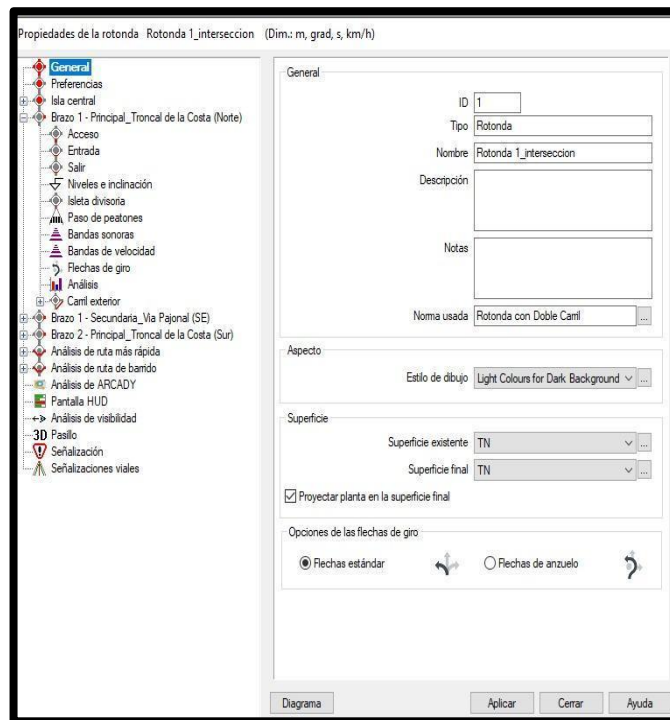 Propiedades de la rotonda Rotonda 1_interseccion (Dim.: m, grad, s, km/h)
General
Preferencias
Isla central
Brazo 1 - Principal_Troncal de la Costa (Norte)
Acceso
Entrada
Salir
Niveles e inclinación
Isleta divisoria
Paso de peatones
Bandas sonoras
Bandas de velocidad
Flechas de giro
Análisis
Carril exterior
Brazo 1 - Secundaria_Via Pajonal (SE)
Brazo 2 - Principal_Troncal de la Costa (Sur)
Análisis de ruta más rápida
Análisis de ruta de barrido
Análisis de ARCADY
Pantalla HUD
Análisis de visibilidad
3D Pasillo
Señalización
Señalizaciones viales
General
ID 1
Tipo Rotonda
Nombre Rotonda 1_interseccion
Descripción
Notas
Norma usada Rotonda con Doble Carril ...
Aspecto
Estilo de dibujo Light Colours for Dark Background ...
Superficie
Superficie existente TN ...
Superficie final TN ...
Proyectar planta en la superficie final
Opciones de las flechas de giro
Flechas estándar Flechas de anzuelo
Diagrama Aplicar Cerrar Ayuda